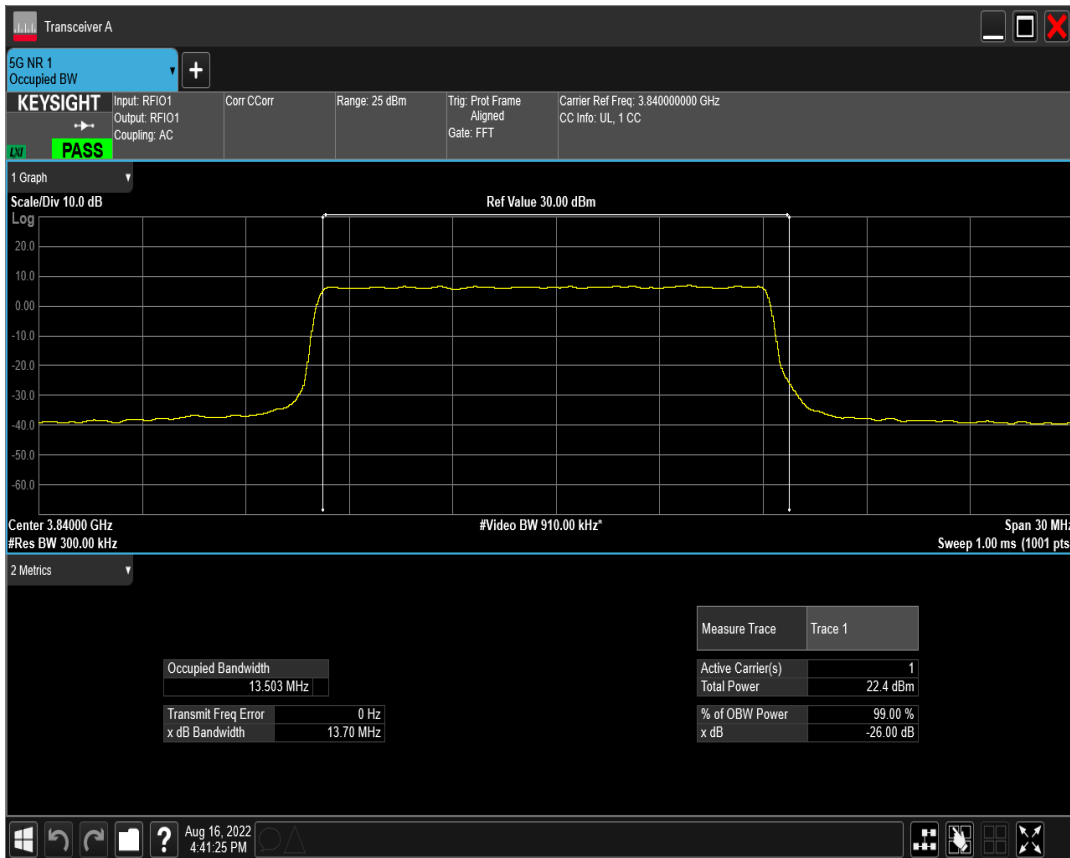 Transceiver A
5G NR 1
Occupied BW
+
KEYSIGHT
LXI
PASS
Input: RFIO1
Output: RFIO1
Coupling: AC
Corr CCorr
Range: 25 dBm
Trig: Prot Frame
Aligned
Gate: FFT
Carrier Ref Freq: 3.840000000 GHz
CC Info: UL, 1 CC
1 Graph
Scale/Div 10.0 dB
Ref Value 30.00 dBm
Log
20.0
10.0
0.00
-10.0
-20.0
-30.0
-40.0
-50.0
-60.0
Center 3.84000 GHz
#Video BW 910.00 kHz*
Span 30 MHz
#Res BW 300.00 kHz
Sweep 1.00 ms (1001 pts
2 Metrics
Measure Trace Trace 1
Occupied Bandwidth
13.503 MHz
Active Carrier(s) 1
Total Power 22.4 dBm
Transmit Freq Error 0 Hz
x dB Bandwidth 13.70 MHz
% of OBW Power 99.00 %
x dB -26.00 dB
?
Aug 16, 2022
4:41:25 PM